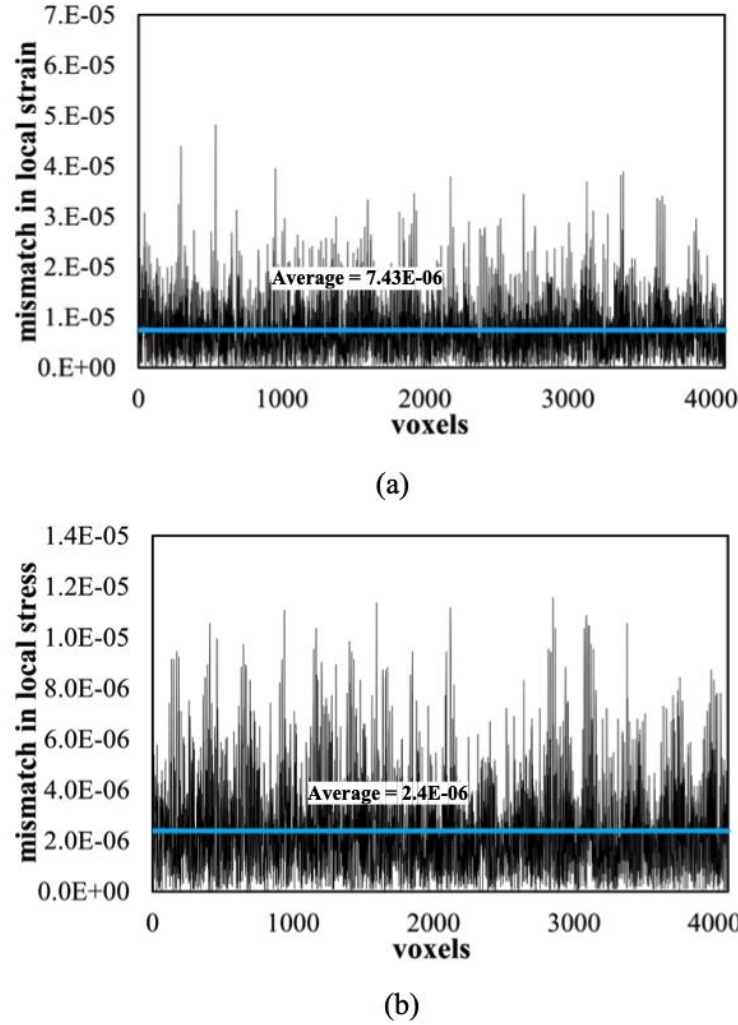 7.E-05
6.E-05
5.E-05
4.E-05
3.E-05
2.E-05
1.E-05
0.E+00
mismatch in local strain
Average = 7.43E-06
0 1000 2000 3000 4000
voxels
(a)
1.4E-05
1.2E-05
1.0E-05
8.0E-06
6.0E-06
4.0E-06
2.0E-06
0.0E+00
mismatch in local stress
Average = 2.4E-06
0 1000 2000 3000 4000
voxels
(b)